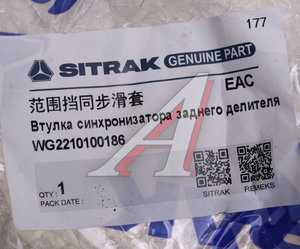 177
SITRAK GENUINE PART
EAC
范围挡同步滑套
Втулка синхронизатора заднего делителя
WG2210100186
QTY : 1
PACK DATE :
SITRAK REMEKS